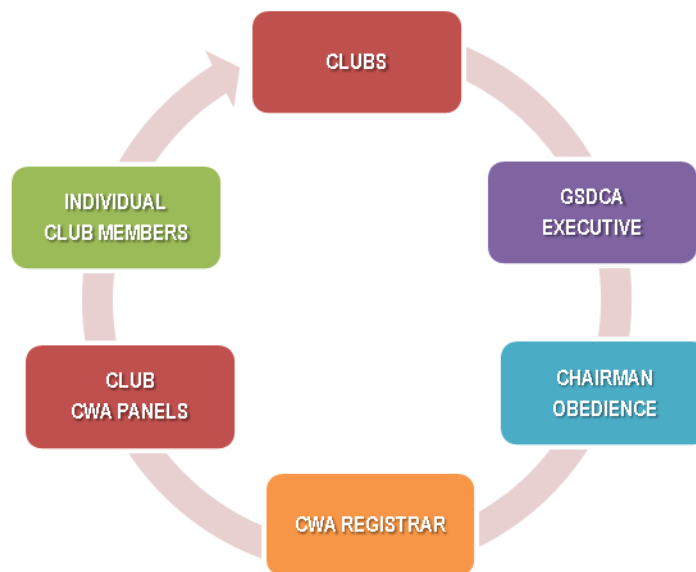 CLUBS
GSDCA
EXECUTIVE
CHAIRMAN
OBEDIENCE
CWA REGISTRAR
CLUB
CWA PANELS
INDIVIDUAL
CLUB MEMBERS